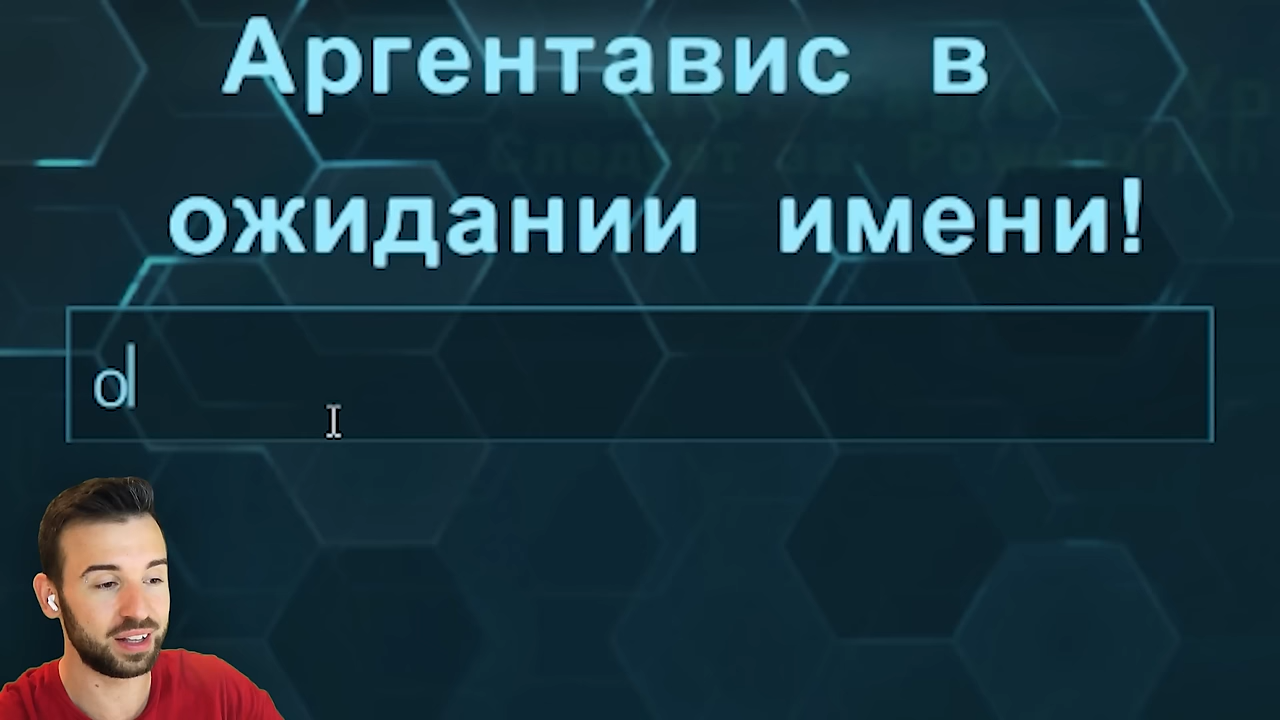 Аргентавис в
ожидании имени!
о